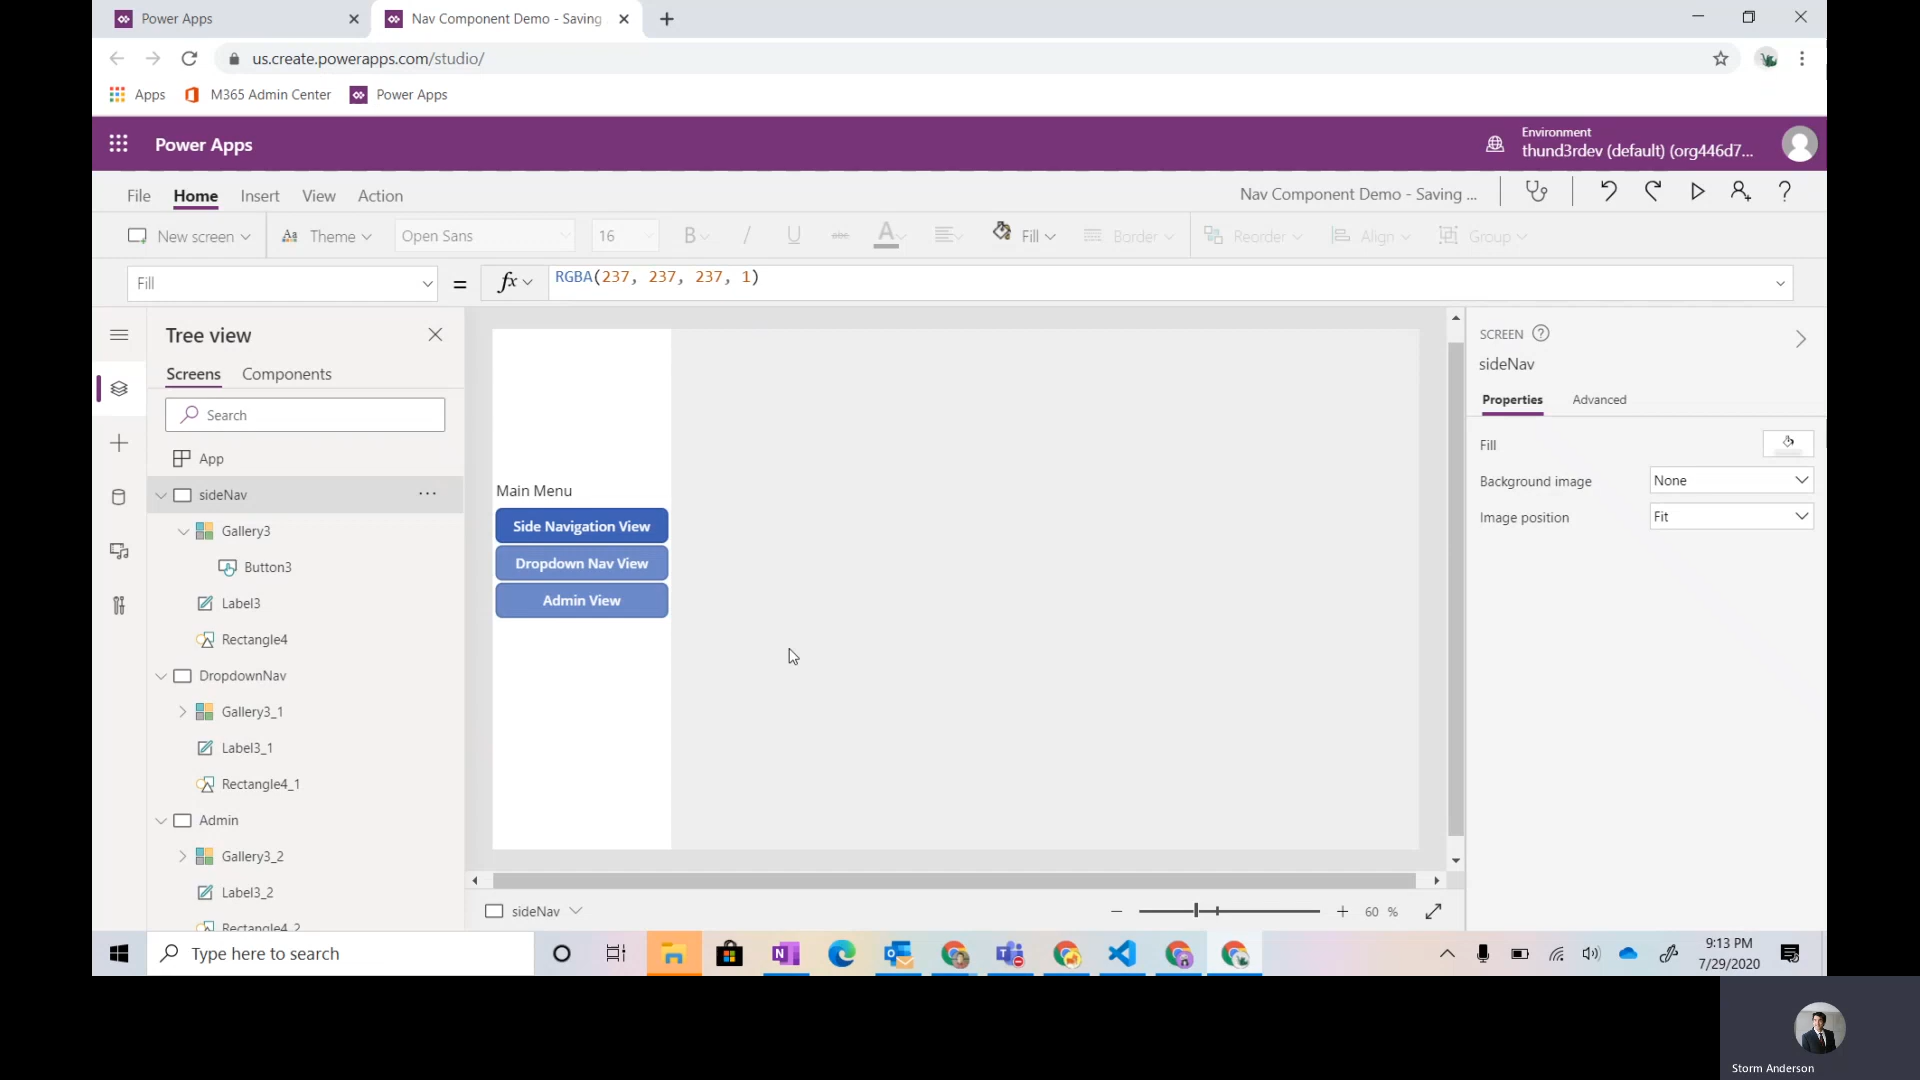 Power Apps
Nav Component Demo - Saving
us.create.powerapps.com/studio/
Apps
M365 Admin Center
Power Apps
Power Apps
Environment
thund3rdev (default) (org446d7...
File
Home
Insert
View
Action
Nav Component Demo - Saving ...
New screen
Theme
Open Sans
16
B
I
U
abc
A
Fill
Border
Reorder
Align
Group
Fill
=
fx
RGBA(237, 237, 237, 1)
Tree view
Screens
Components
Search
App
sideNav
Gallery3
Button3
Label3
Rectangle4
DropdownNav
Gallery3_1
Label3_1
Rectangle4_1
Admin
Gallery3_2
Label3_2
Rectangle4_2
Main Menu
Side Navigation View
Dropdown Nav View
Admin View
SCREEN
sideNav
Properties
Advanced
Fill
Background image
None
Image position
Fit
sideNav
60 %
Type here to search
9:13 PM
7/29/2020
Storm Anderson